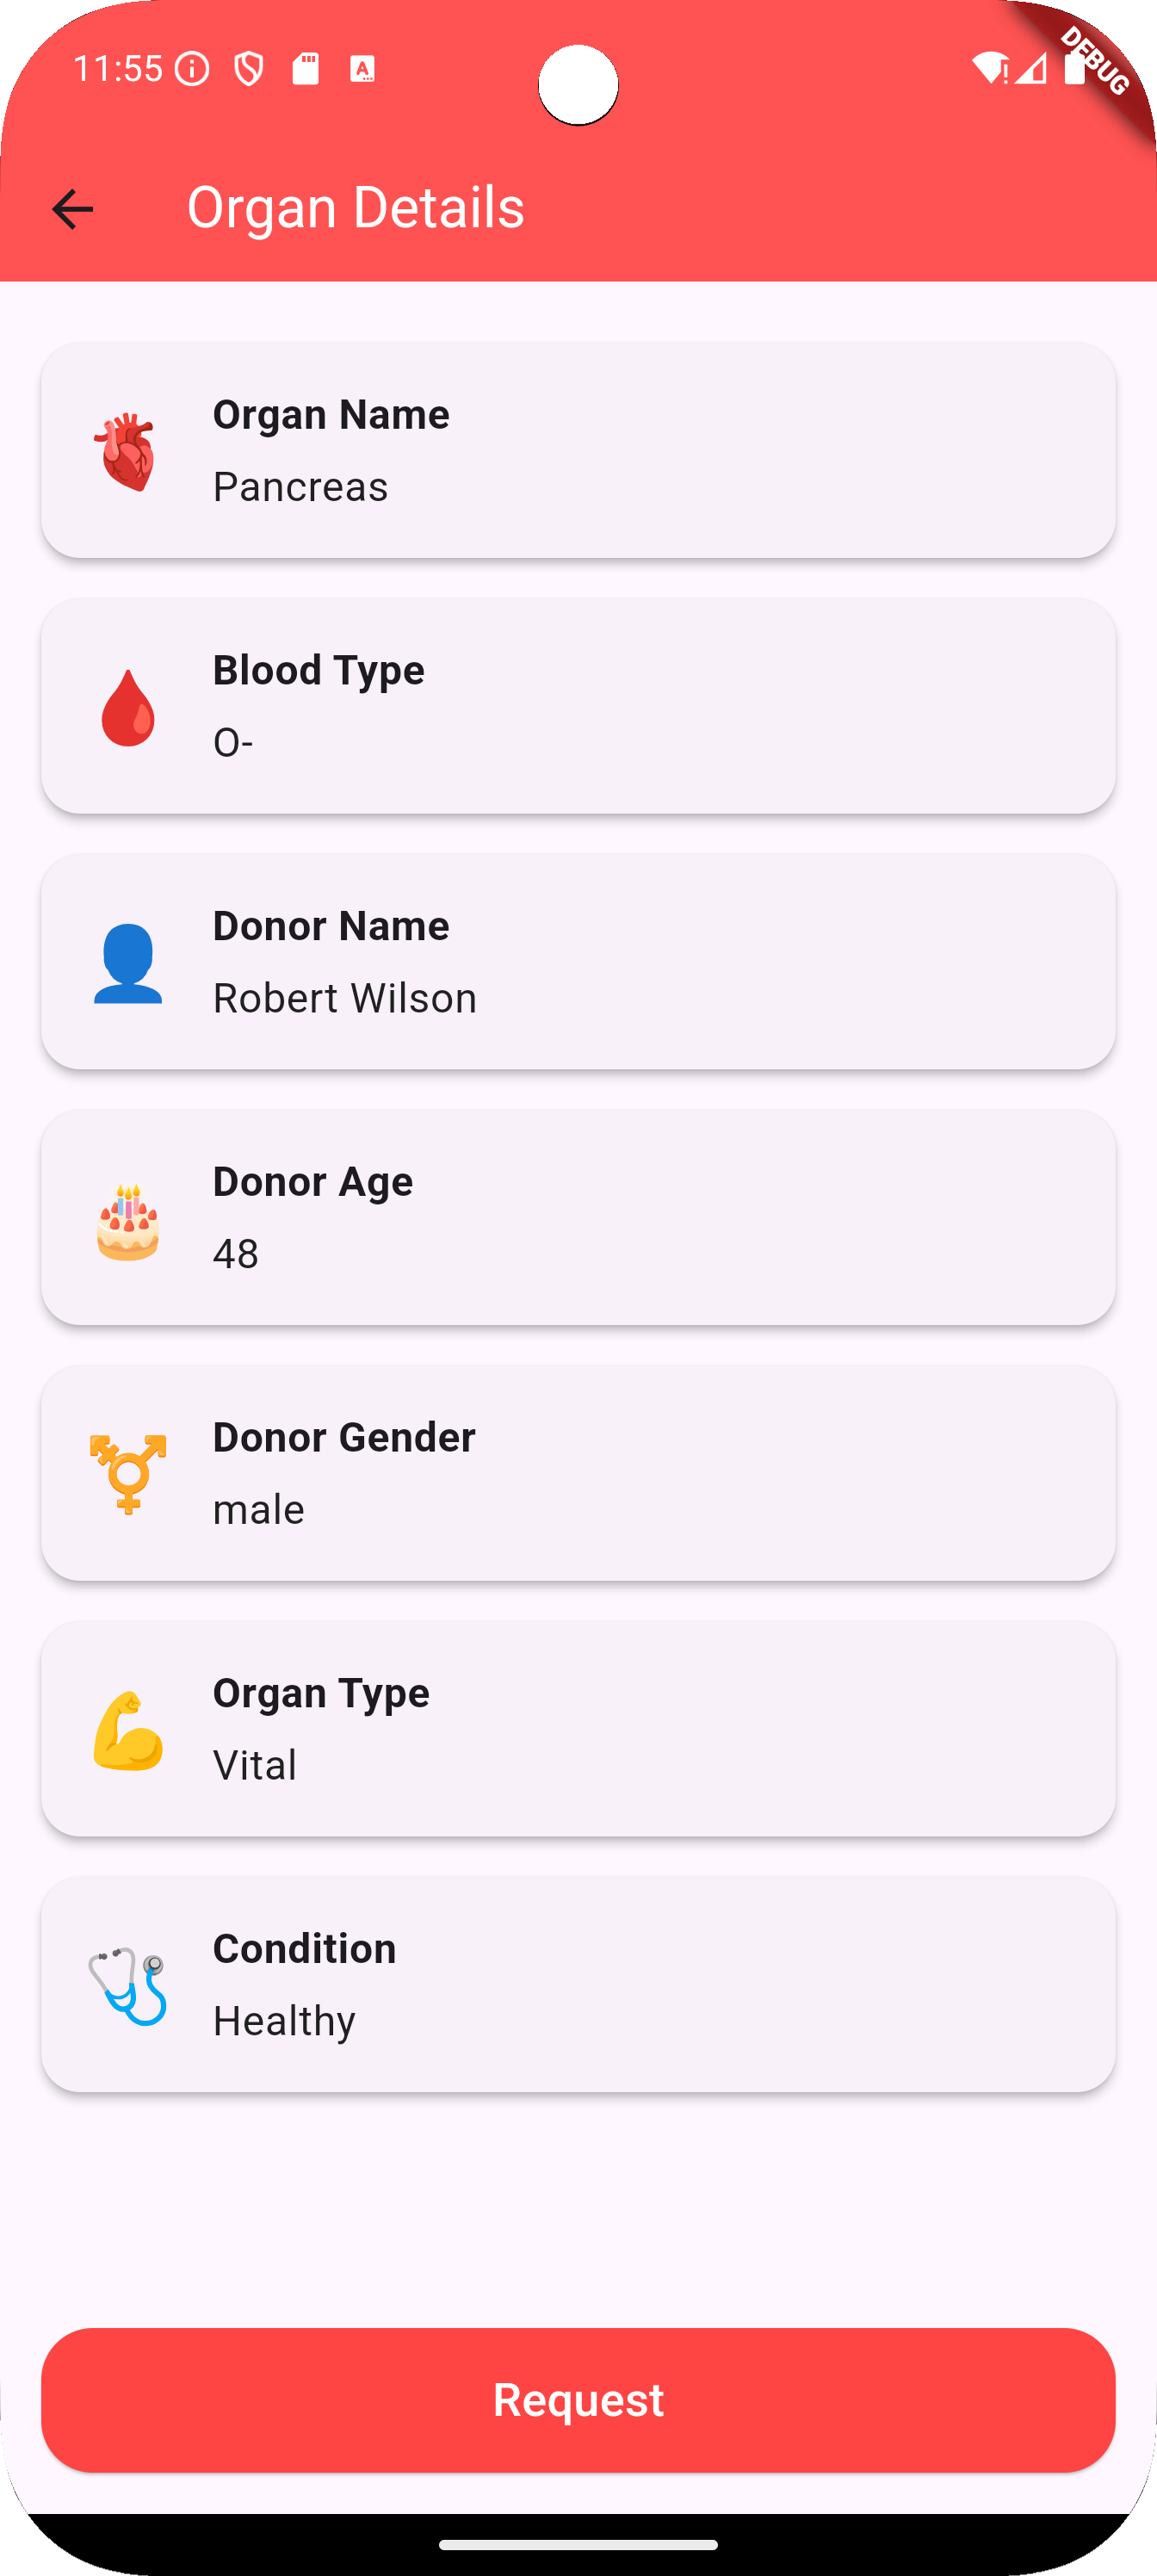 11:55
DEBUG
Organ Details
Organ Name
Pancreas
Blood Type
O-
Donor Name
Robert Wilson
Donor Age
48
Donor Gender
male
Organ Type
Vital
Condition
Healthy
Request